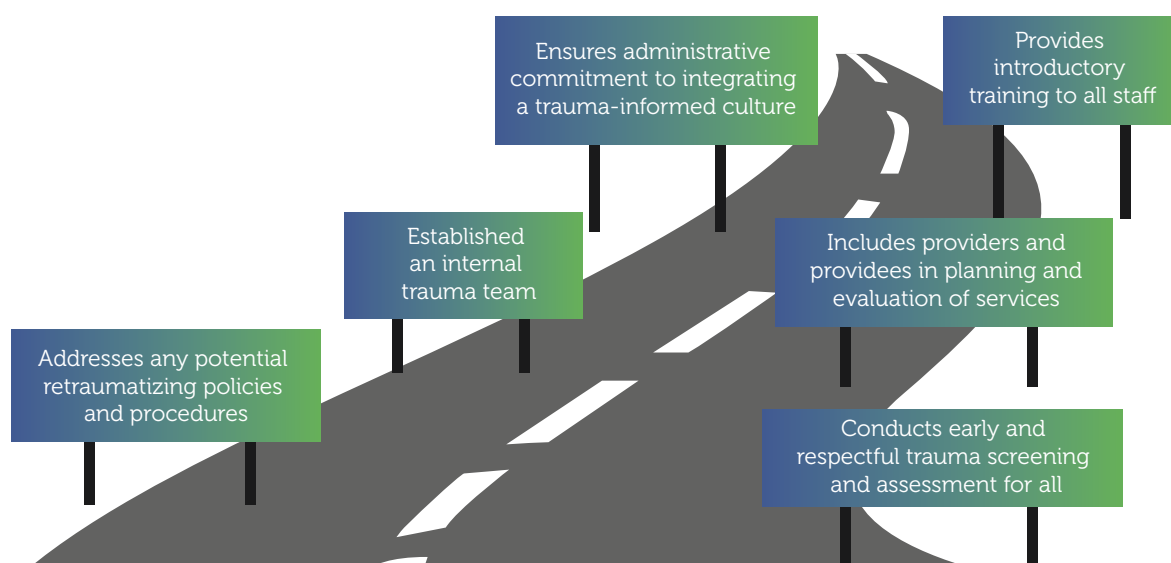 Ensures administrative
commitment to integrating
a trauma-informed culture
Provides
introductory
training to all staff
Established
an internal
trauma team
Includes providers and
providees in planning and
evaluation of services
Addresses any potential
retraumatizing policies
and procedures
Conducts early and
respectful trauma screening
and assessment for all